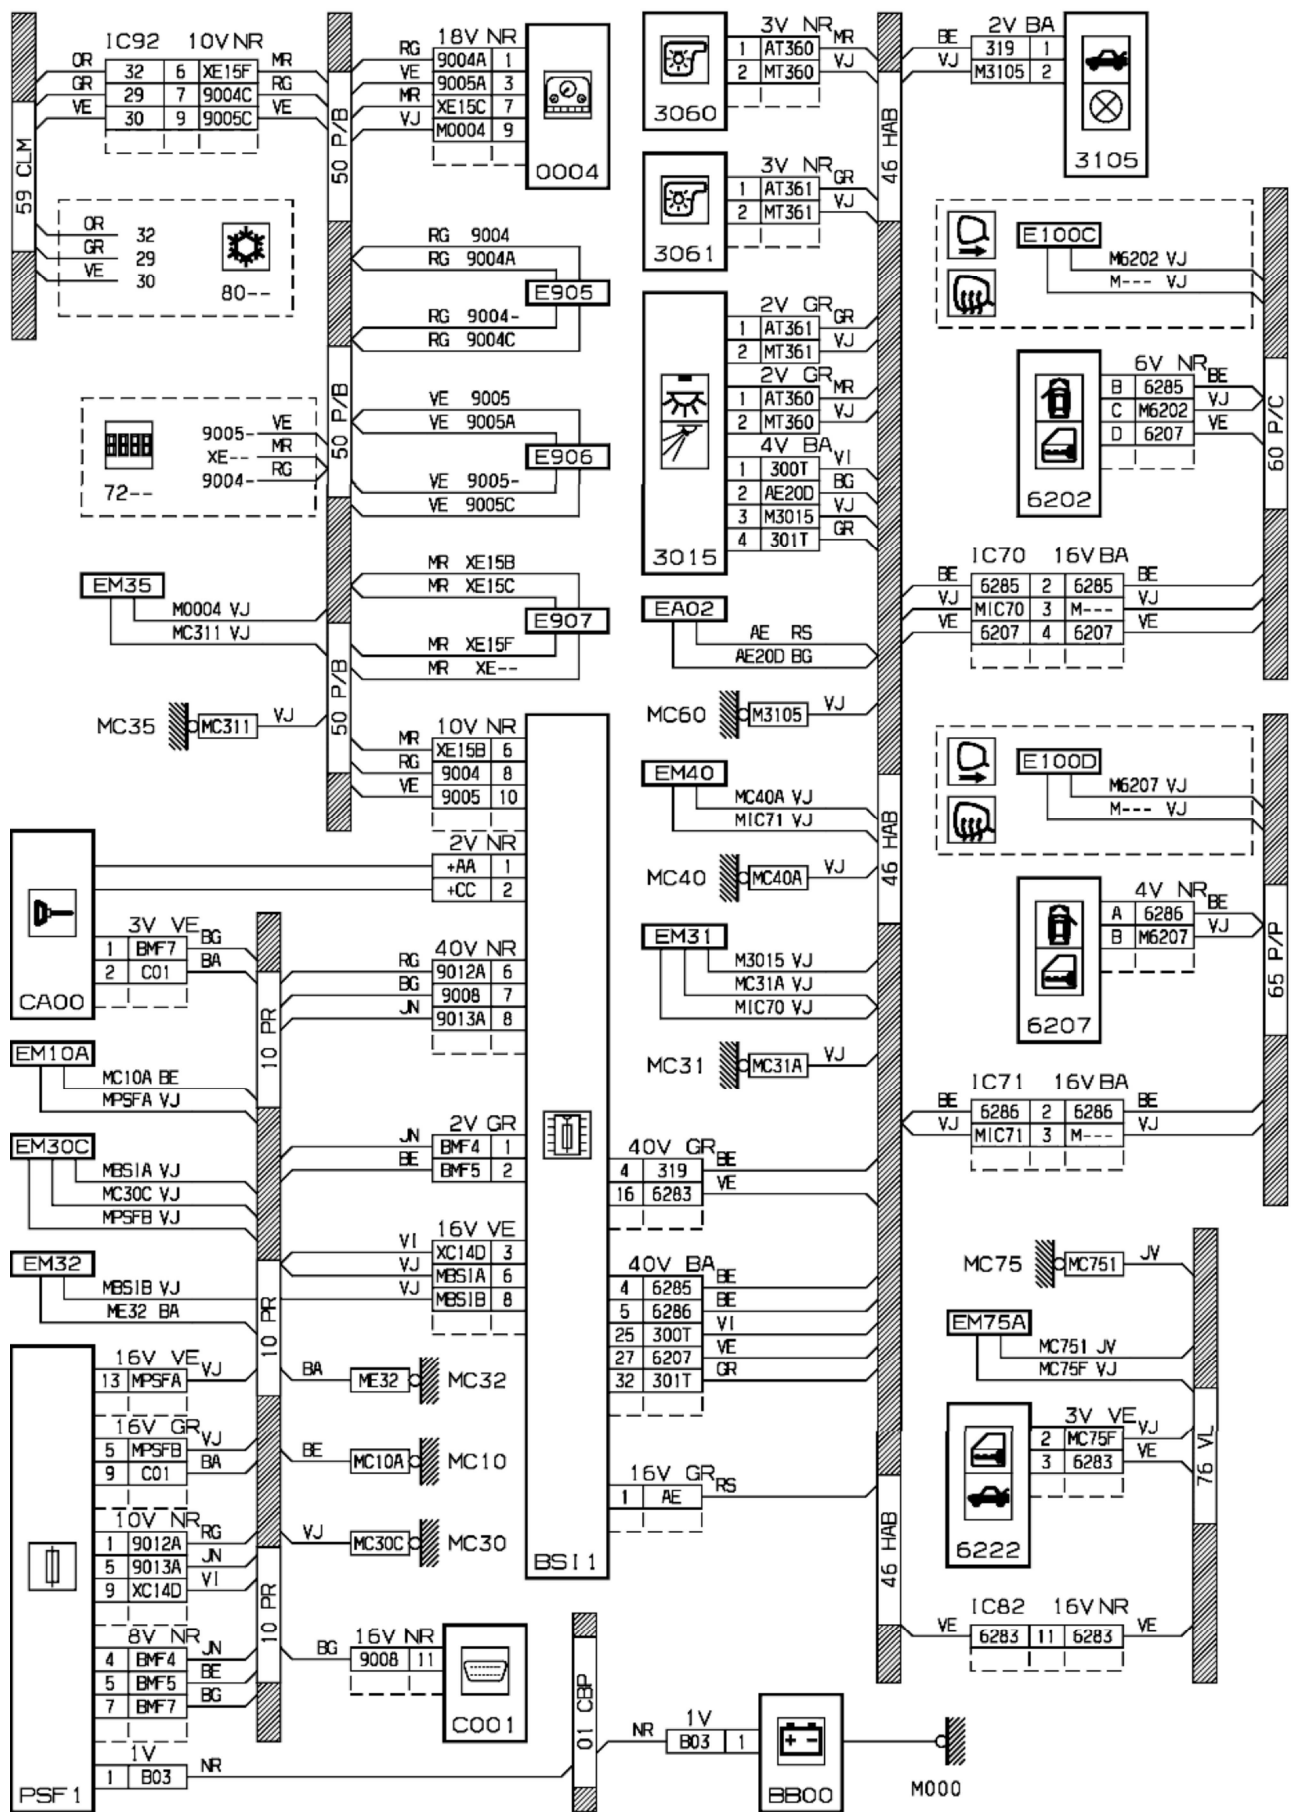 IC92 10V NR
OR 32 6 XE15F MR
GR 29 7 9004C RG
VE 30 9 9005C VE
59 CLM
OR 32
GR 29
VE 30
80--
50 P/B
18V NR
RG 9004A 1
VE 9005A 3
MR XE15C 7
VJ M0004 9
0004
RG 9004
RG 9004A
E905
RG 9004-
RG 9004C
VE 9005
VE 9005A
E906
VE 9005-
VE 9005C
50 P/B
9005- VE
XE-- MR
9004- RG
72--
MR XE15B
MR XE15C
E907
MR XE15F
MR XE--
EM35
M0004 VJ
MC311 VJ
50 P/B
MC35 MC311 VJ
10V NR
MR XE15B 6
RG 9004 8
VE 9005 10
2V NR
+AA 1
+CC 2
3V VE
1 BMF7 BG
2 C01 BA
CA00
10 PR
40V NR
RG 9012A 6
BG 9008 7
JN 9013A 8
EM10A
MC10A BE
MPSFA VJ
EM30C
MBSIA VJ
MC30C VJ
MPSFB VJ
2V GR
JN BMF4 1
BE BMF5 2
16V VE
VI XC14D 3
VJ MBSIA 6
VJ MBSIB 8
EM32
MBSIB VJ
ME32 BA
10 PR
16V VE
13 MPSFA VJ
16V GR
5 MPSFB VJ
9 C01 BA
10V NR
1 9012A RG
5 9013A JN
9 XC14D VI
8V NR
4 BMF4 JN
5 BMF5 BE
7 BMF7 BG
1V
1 B03 NR
PSF1
BA ME32 MC32
BE MC10A MC10
VJ MC30C MC30
10 PR
BG 16V NR
9008 11
C001
BSI1
01 CBP
1V
NR B03 1
+ -
BB00
M000
3V NR
1 AT360 MR
2 MT360 VJ
3060
3V NR
1 AT361 GR
2 MT361 VJ
3061
2V GR
1 AT361 GR
2 MT361 VJ
2V GR
1 AT360 MR
2 MT360 VJ
4V BA
1 300T VI
2 AE20D BG
3 M3015 VJ
4 301T GR
3015
46 HAB
EA02
AE RS
AE20D BG
MC60 M3105 VJ
EM40
MC40A VJ
MIC71 VJ
MC40 MC40A VJ
46 HAB
EM31
M3015 VJ
MC31A VJ
MIC70 VJ
MC31 MC31A VJ
40V GR
4 319 BE
16 6283 VE
40V BA
4 6285 BE
5 6286 BE
25 300T VI
27 6207 VE
32 301T GR
16V GR
1 AE RS
46 HAB
2V BA
BE 319 1
VJ M3105 2
3105
E100C
M6202 VJ
M--- VJ
6V NR
B 6285 BE
C M6202 VJ
D 6207 VE
6202
60 P/C
IC70 16V BA
BE 6285 2 6285 BE
VJ MIC70 3 M--- VJ
VE 6207 4 6207 VE
E100D
M6207 VJ
M--- VJ
4V NR
A 6286 BE
B M6207 VJ
6207
65 P/P
IC71 16V BA
BE 6286 2 6286 BE
VJ MIC71 3 M--- VJ
MC75 MC751 JV
EM75A
MC751 JV
MC75F VJ
3V VE
2 MC75F VJ
3 6283 VE
6222
76 VL
IC82 16V NR
VE 6283 11 6283 VE